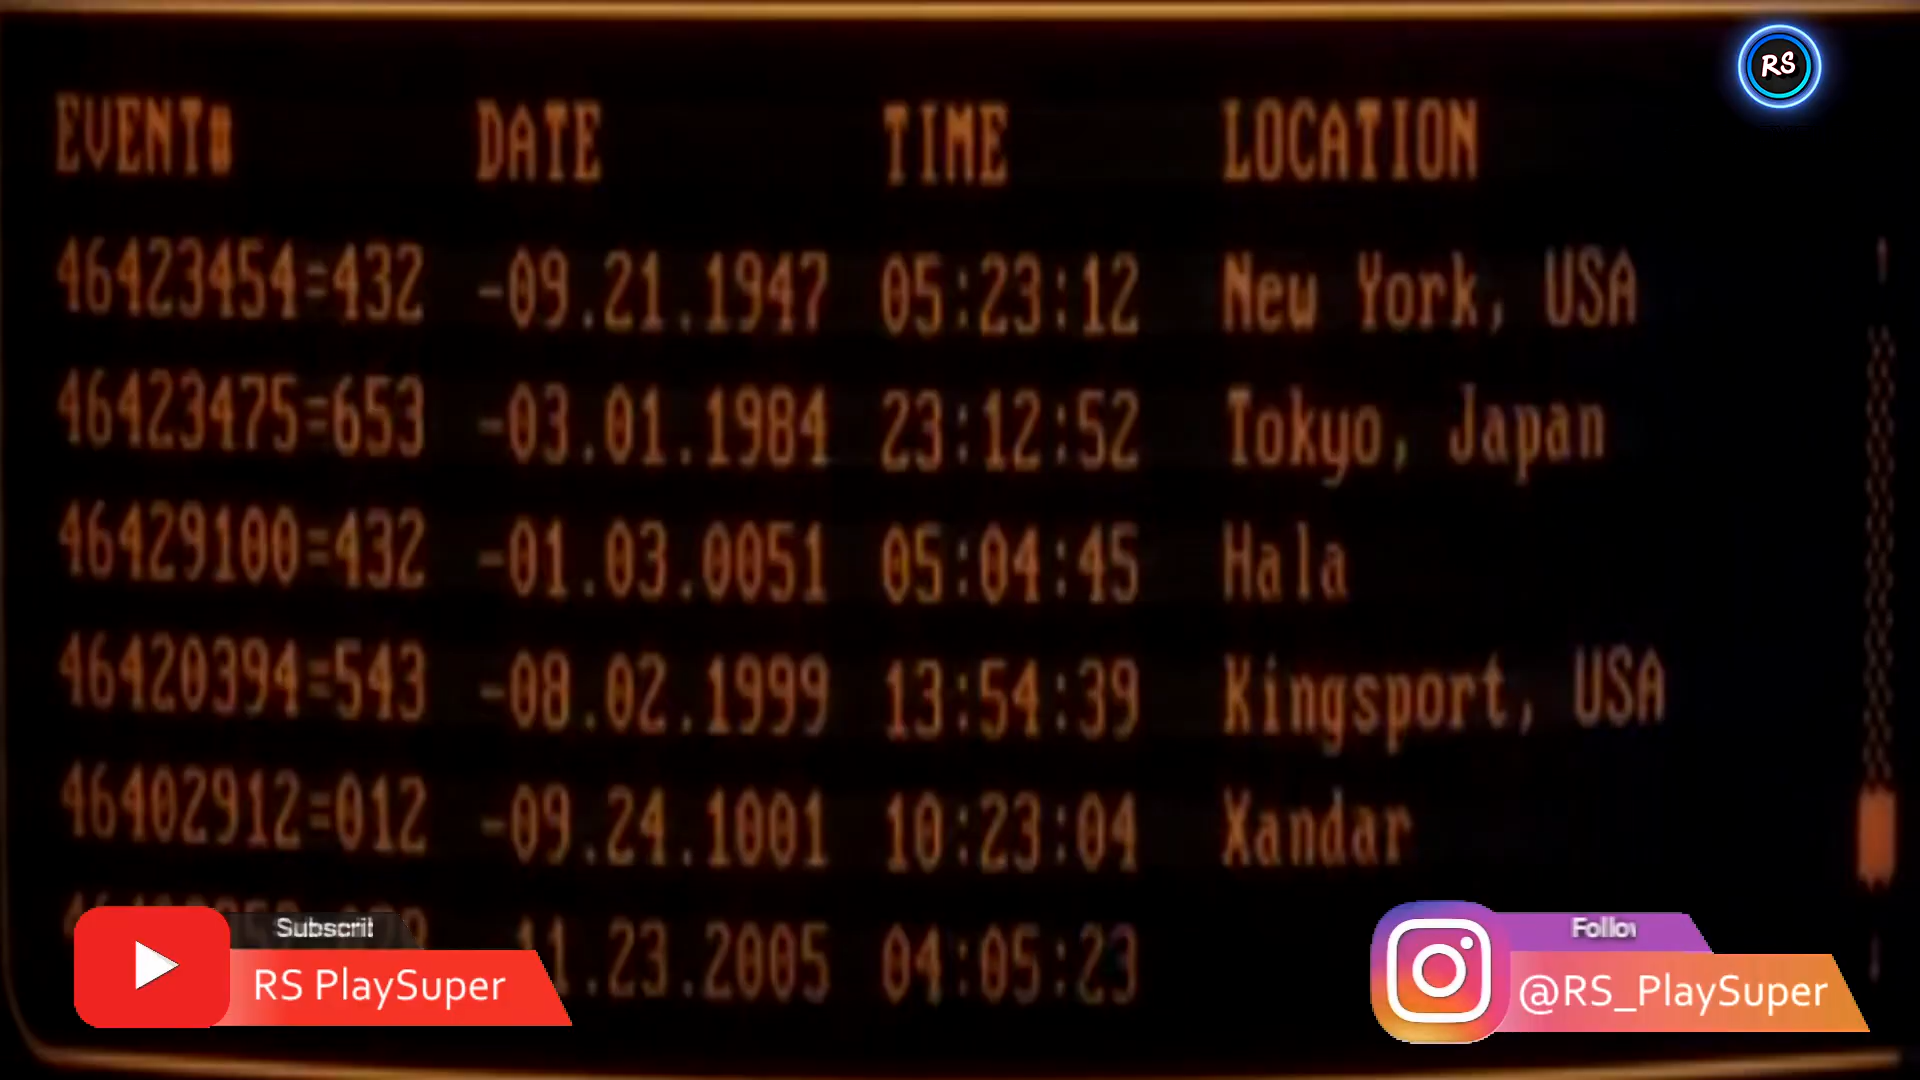 RS
EVENT# DATE TIME LOCATION
46423454=432 -09.21.1947 05:23:12 New York, USA
46423475=653 -03.01.1984 23:12:52 Tokyo, Japan
46429100=432 -01.03.0051 05:04:45 Hala
46420394=543 -08.02.1999 13:54:39 Kingsport, USA
46402912=012 -09.24.1001 10:23:04 Xandar
11.23.2005 04:05:23
Subscrib
RS PlaySuper
Follow
@RS_PlaySuper